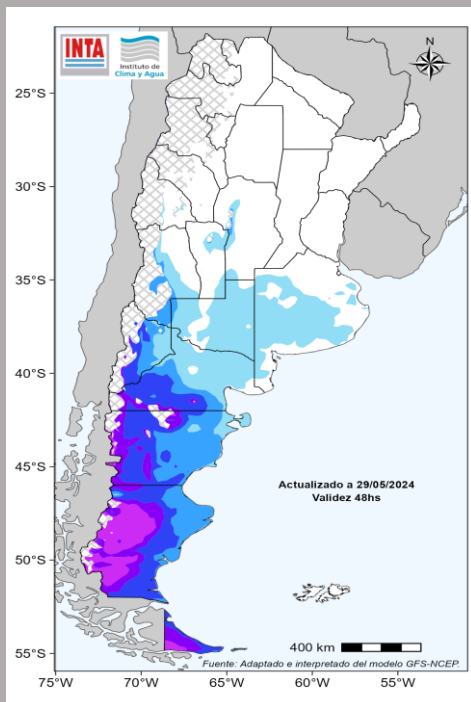 INTA
Instituto de
Clima y Agua
N
25°S
30°S
35°S
40°S
45°S
50°S
55°S
Actualizado a 29/05/2024
Validez 48hs
400 km
Fuente: Adaptado e interpretado del modelo GFS-NCEP.
75°W
70°W
65°W
60°W
55°W